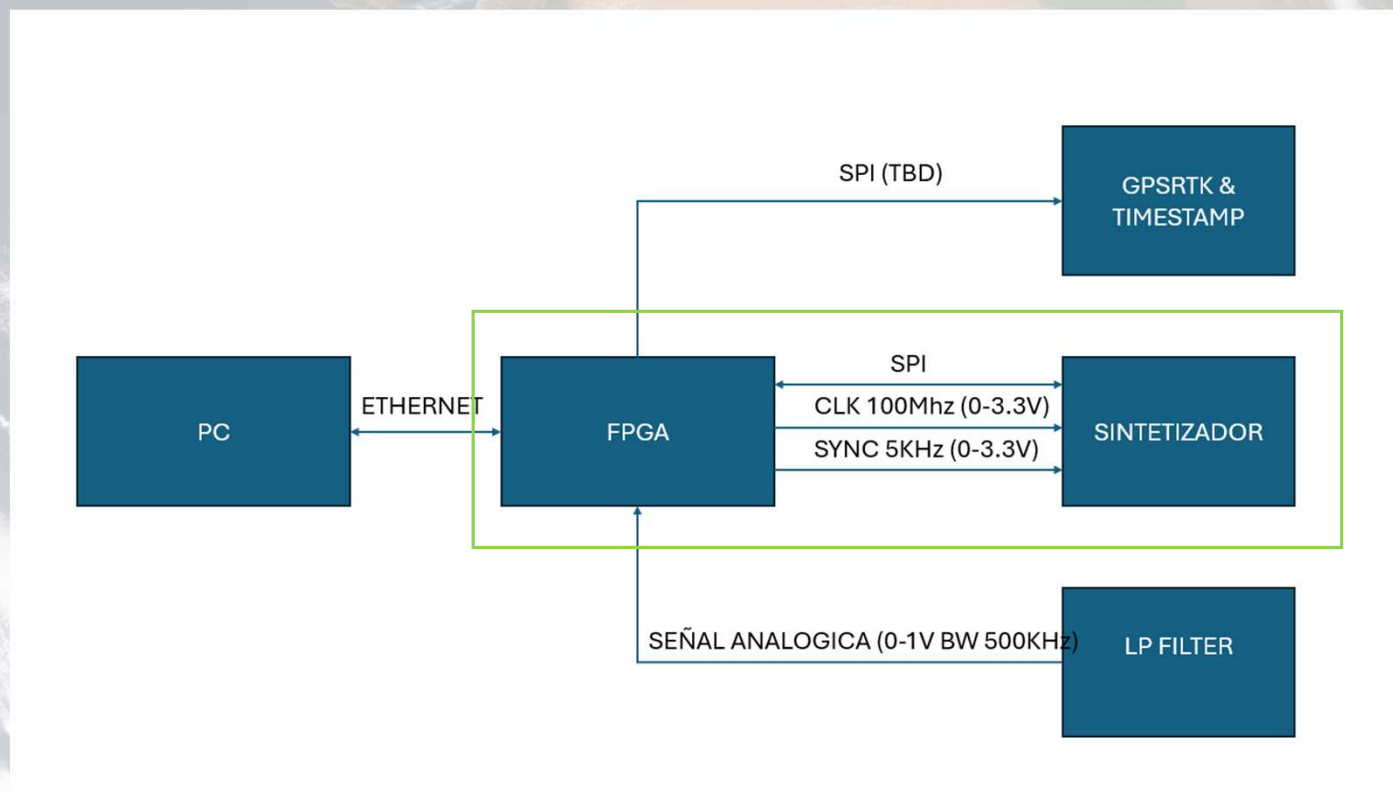 SPI (TBD)
GPSRTK &
TIMESTAMP
PC
ETHERNET
FPGA
SPI
CLK 100Mhz (0-3.3V)
SYNC 5KHz (0-3.3V)
SINTETIZADOR
SEÑAL ANALOGICA (0-1V BW 500KHz)
LP FILTER